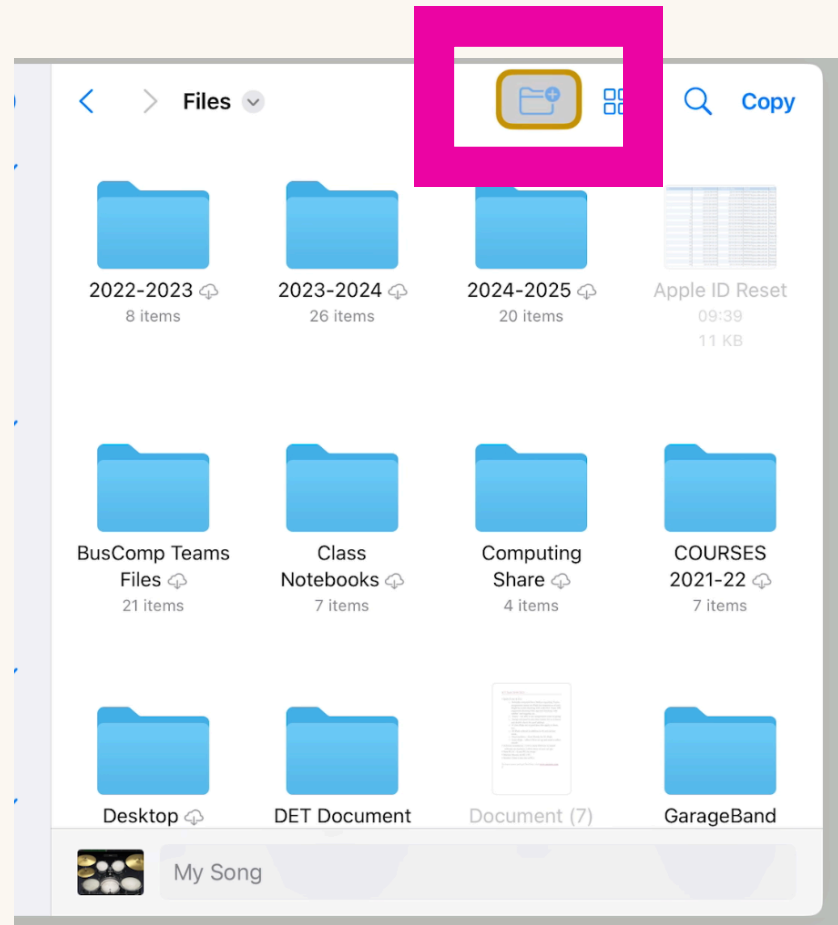 Files
Copy
2022-2023
2023-2024
2024-2025
Apple ID Reset
8 items
26 items
20 items
09:39
11 KB
BusComp Teams
Files
21 items
Class
Notebooks
7 items
Computing
Share
4 items
COURSES
2021-22
7 items
Desktop
DET Document
Document (7)
GarageBand
My Song